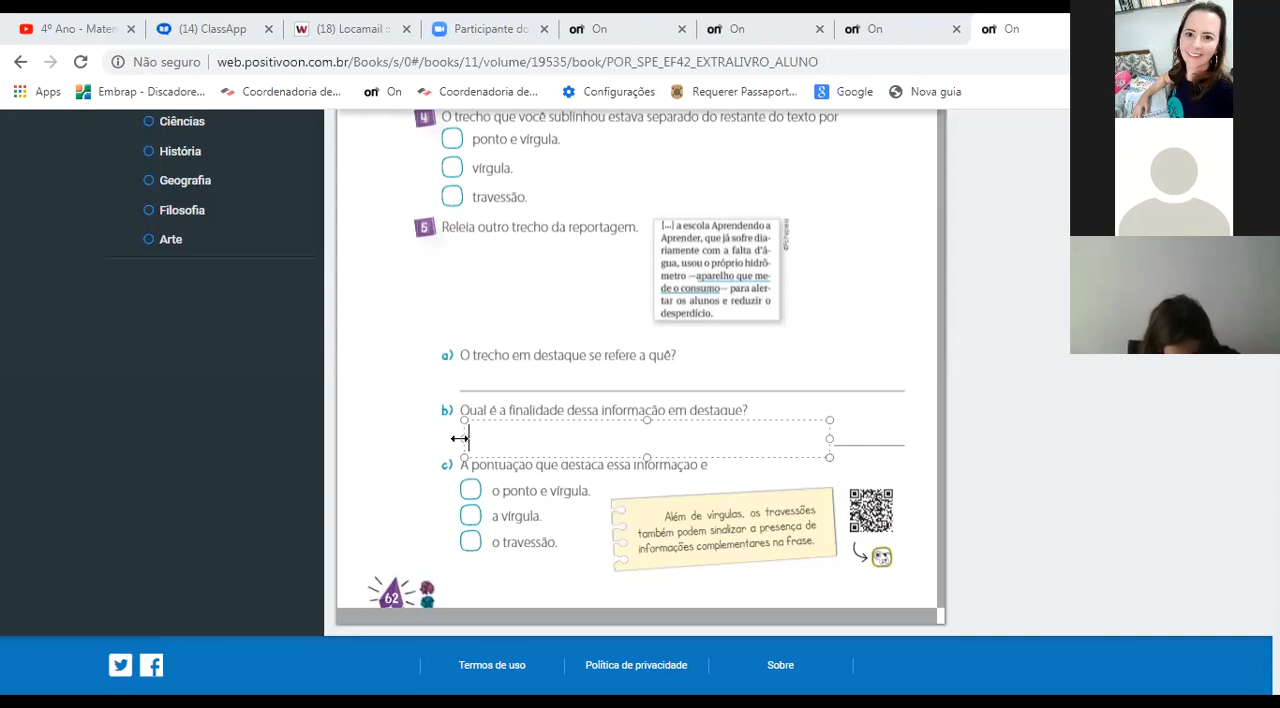 4º Ano - Maten
(14) ClassApp
(18) Locamail ::
Participante do
on On
on On
on On
on On
Não seguro | web.positivoon.com.br/Books/s/0#/books/11/volume/19535/book/POR_SPE_EF42_EXTRALIVRO_ALUNO
Apps
Embrap - Discadore...
Coordenadoria de...
on On
Coordenadoria de...
Configurações
Requerer Passaport...
Google
Nova guia
Ciências
História
Geografia
Filosofia
Arte
4 O trecho que você sublinhou estava separado do restante do texto por
ponto e vírgula.
vírgula.
travessão.
5 Releia outro trecho da reportagem.
[...] a escola Aprendendo a
Aprender, que já sofre dia-
riamente com a falta d'á-
gua, usou o próprio hidrô-
metro —aparelho que me-
de o consumo— para aler-
tar os alunos e reduzir o
desperdício.
a) O trecho em destaque se refere a quê?
b) Qual é a finalidade dessa informação em destaque?
c) A pontuação que destaca essa informação é
o ponto e vírgula.
a vírgula.
o travessão.
Além de vírgulas, os travessões
também podem sinalizar a presença de
informações complementares na frase.
62
Termos de uso
Política de privacidade
Sobre